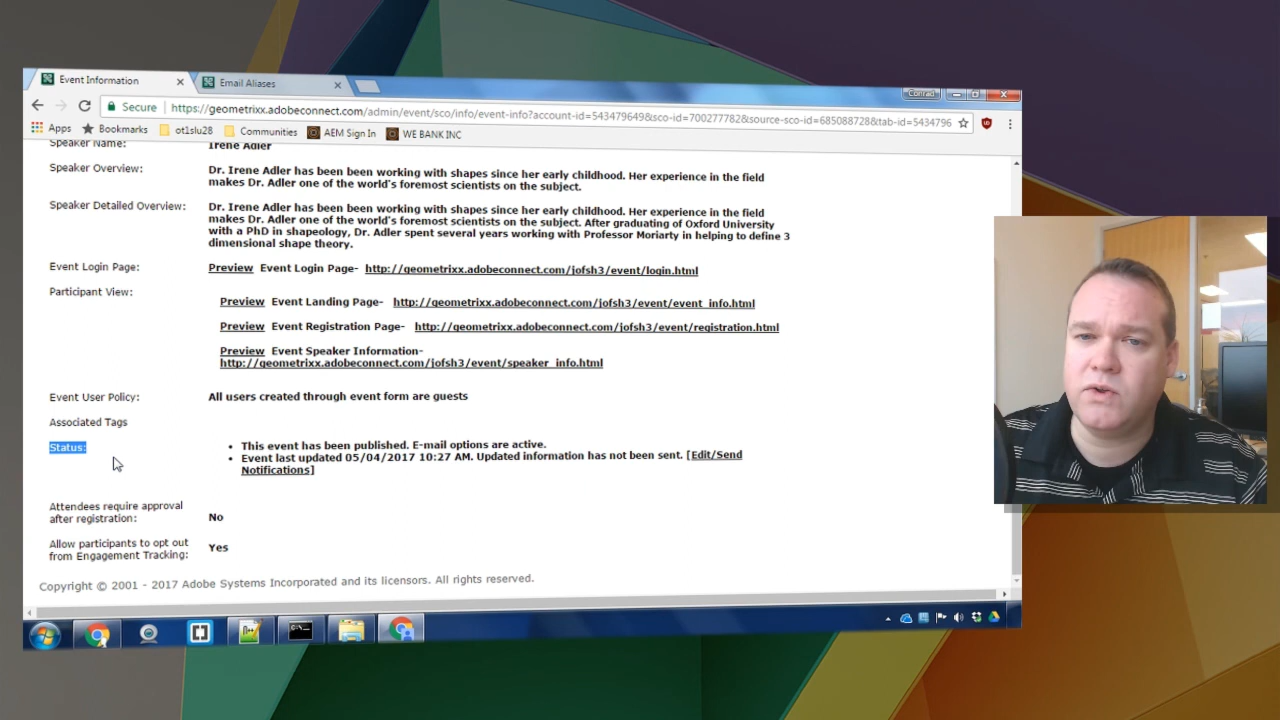 Event Information
Email Aliases
Conrad
Secure https://geometrixx.adobeconnect.com/admin/event/sco/info/event-info?account-id=543479649&sco-id=700277782&source-sco-id=685088728&tab-id=5434796
Apps Bookmarks ot1slu28 Communities AEM Sign In WE BANK INC
Speaker Name: Irene Adler
Speaker Overview: Dr. Irene Adler has been been working with shapes since her early childhood. Her experience in the field
makes Dr. Adler one of the world's foremost scientists on the subject.
Speaker Detailed Overview: Dr. Irene Adler has been been working with shapes since her early childhood. Her experience in the field
makes Dr. Adler one of the world's foremost scientists on the subject. After graduating of Oxford University
with a PhD in shapeology, Dr. Adler spent several years working with Professor Moriarty in helping to define 3
dimensional shape theory.
Event Login Page: Preview Event Login Page- http://geometrixx.adobeconnect.com/jofsh3/event/login.html
Participant View:
Preview Event Landing Page- http://geometrixx.adobeconnect.com/jofsh3/event/event_info.html
Preview Event Registration Page- http://geometrixx.adobeconnect.com/jofsh3/event/registration.html
Preview Event Speaker Information-
http://geometrixx.adobeconnect.com/jofsh3/event/speaker_info.html
Event User Policy: All users created through event form are guests
Associated Tags
Status: • This event has been published. E-mail options are active.
• Event last updated 05/04/2017 10:27 AM. Updated information has not been sent. [Edit/Send
Notifications]
Attendees require approval
after registration: No
Allow participants to opt out
from Engagement Tracking: Yes
Copyright © 2001 - 2017 Adobe Systems Incorporated and its licensors. All rights reserved.